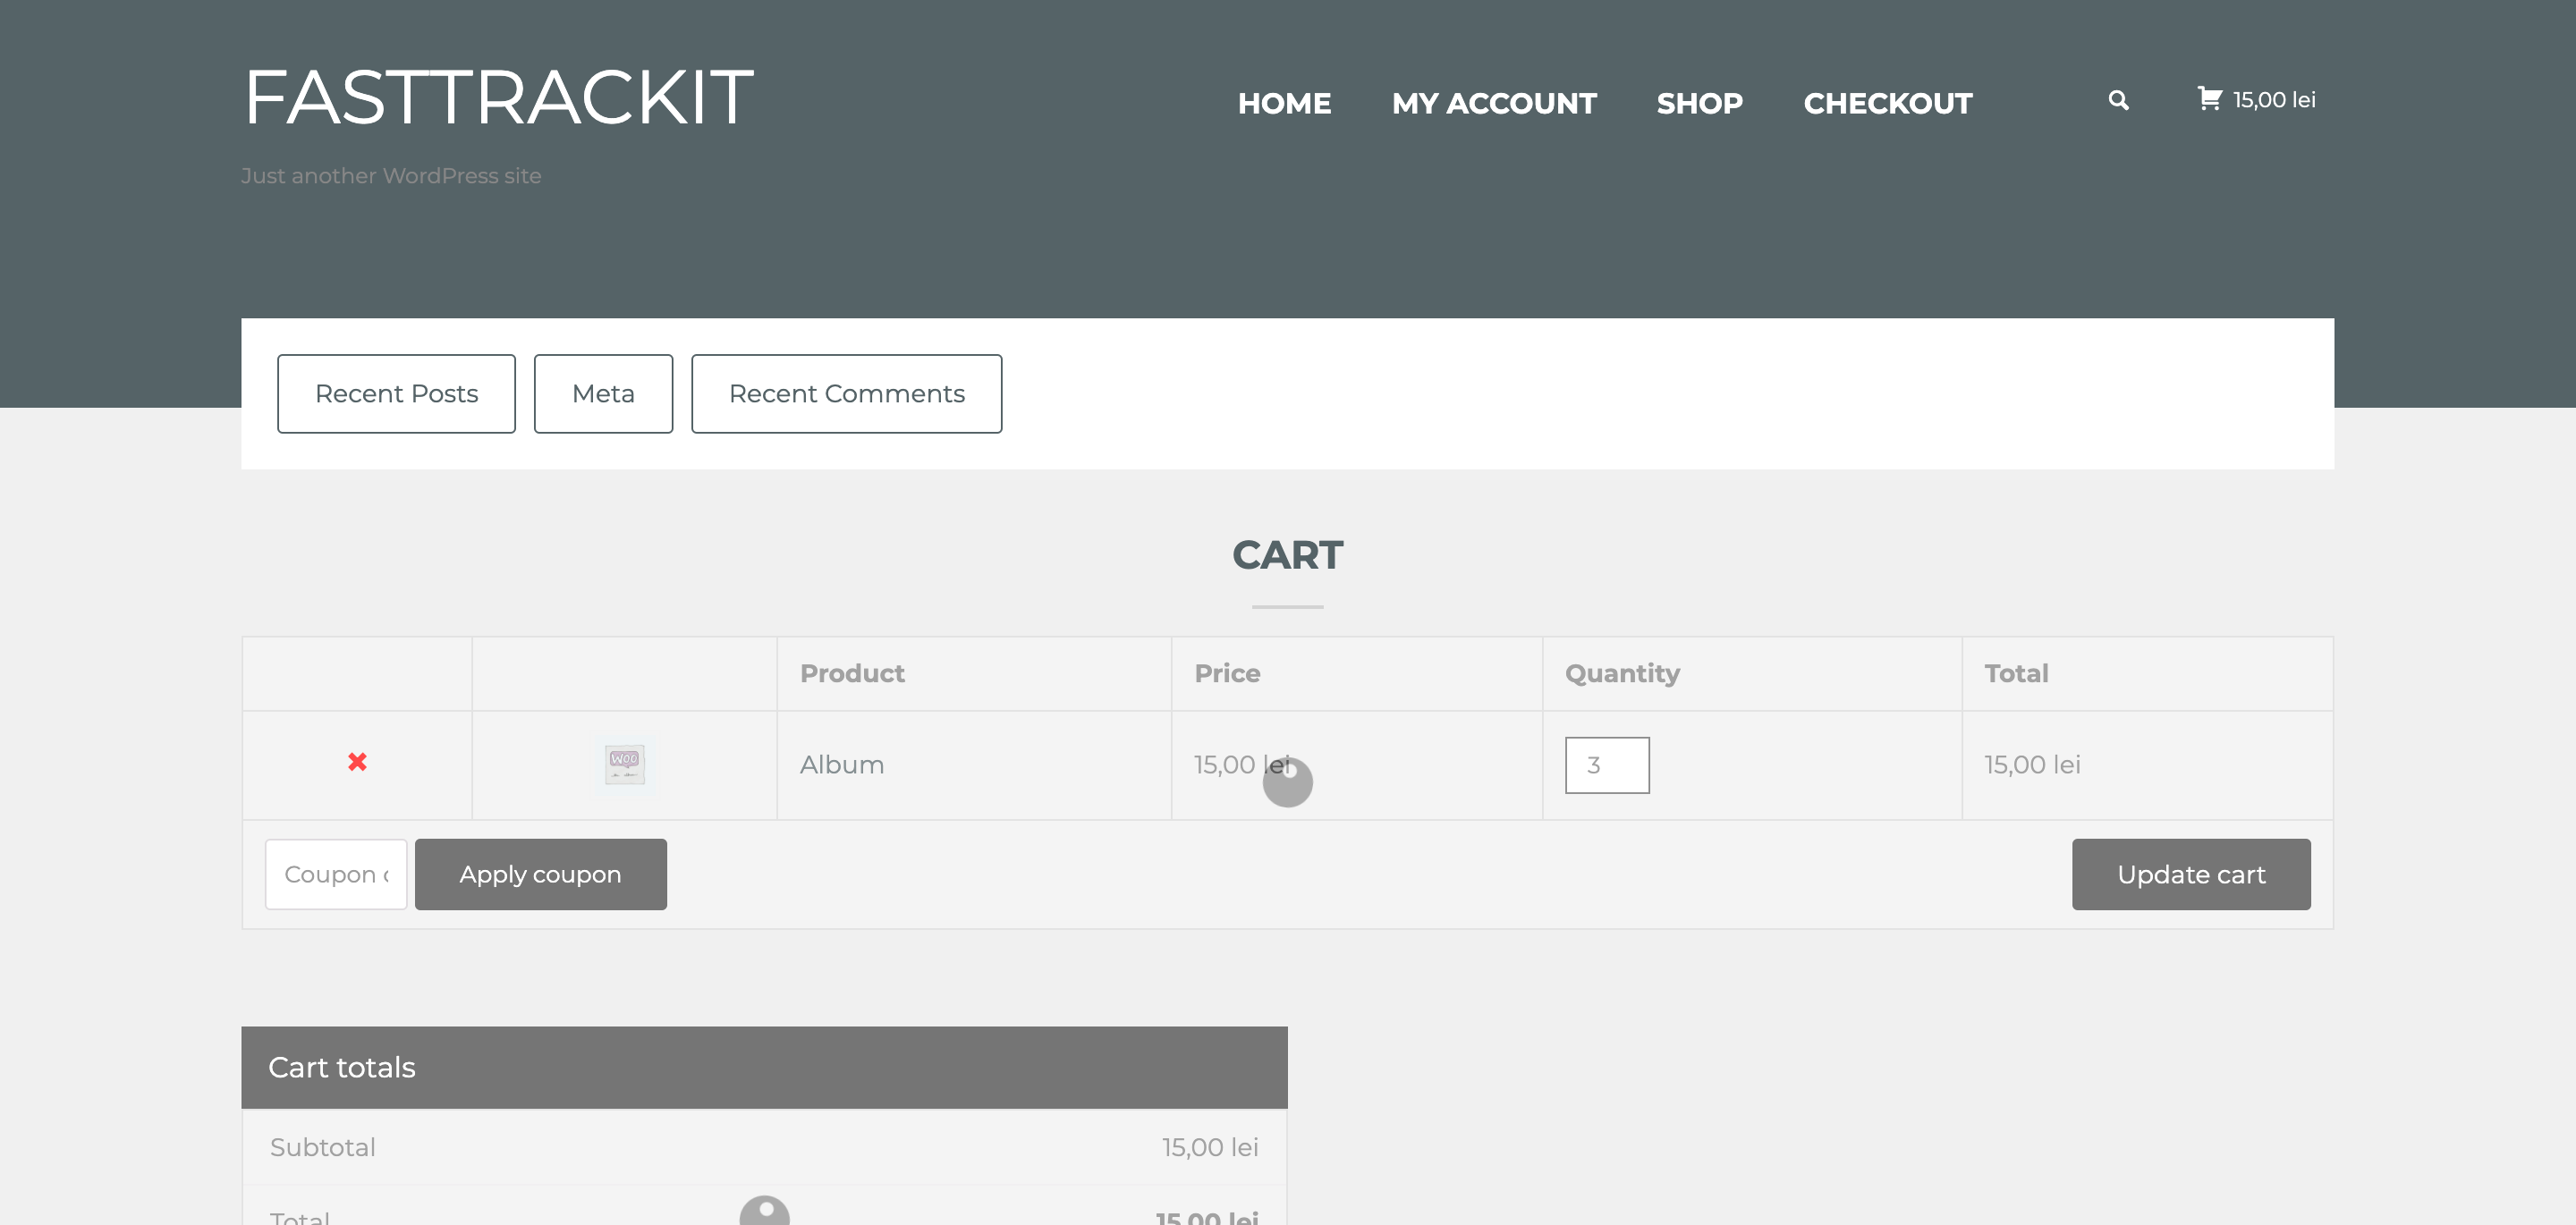 FASTTRACKIT
HOME MY ACCOUNT SHOP CHECKOUT 15,00 lei
Just another WordPress site
Recent Posts Meta Recent Comments
CART
Product Price Quantity Total
WOO
Album 15,00 lei 3 15,00 lei
Coupon c Apply coupon Update cart
Cart totals
Subtotal 15,00 lei
Total 15,00 lei